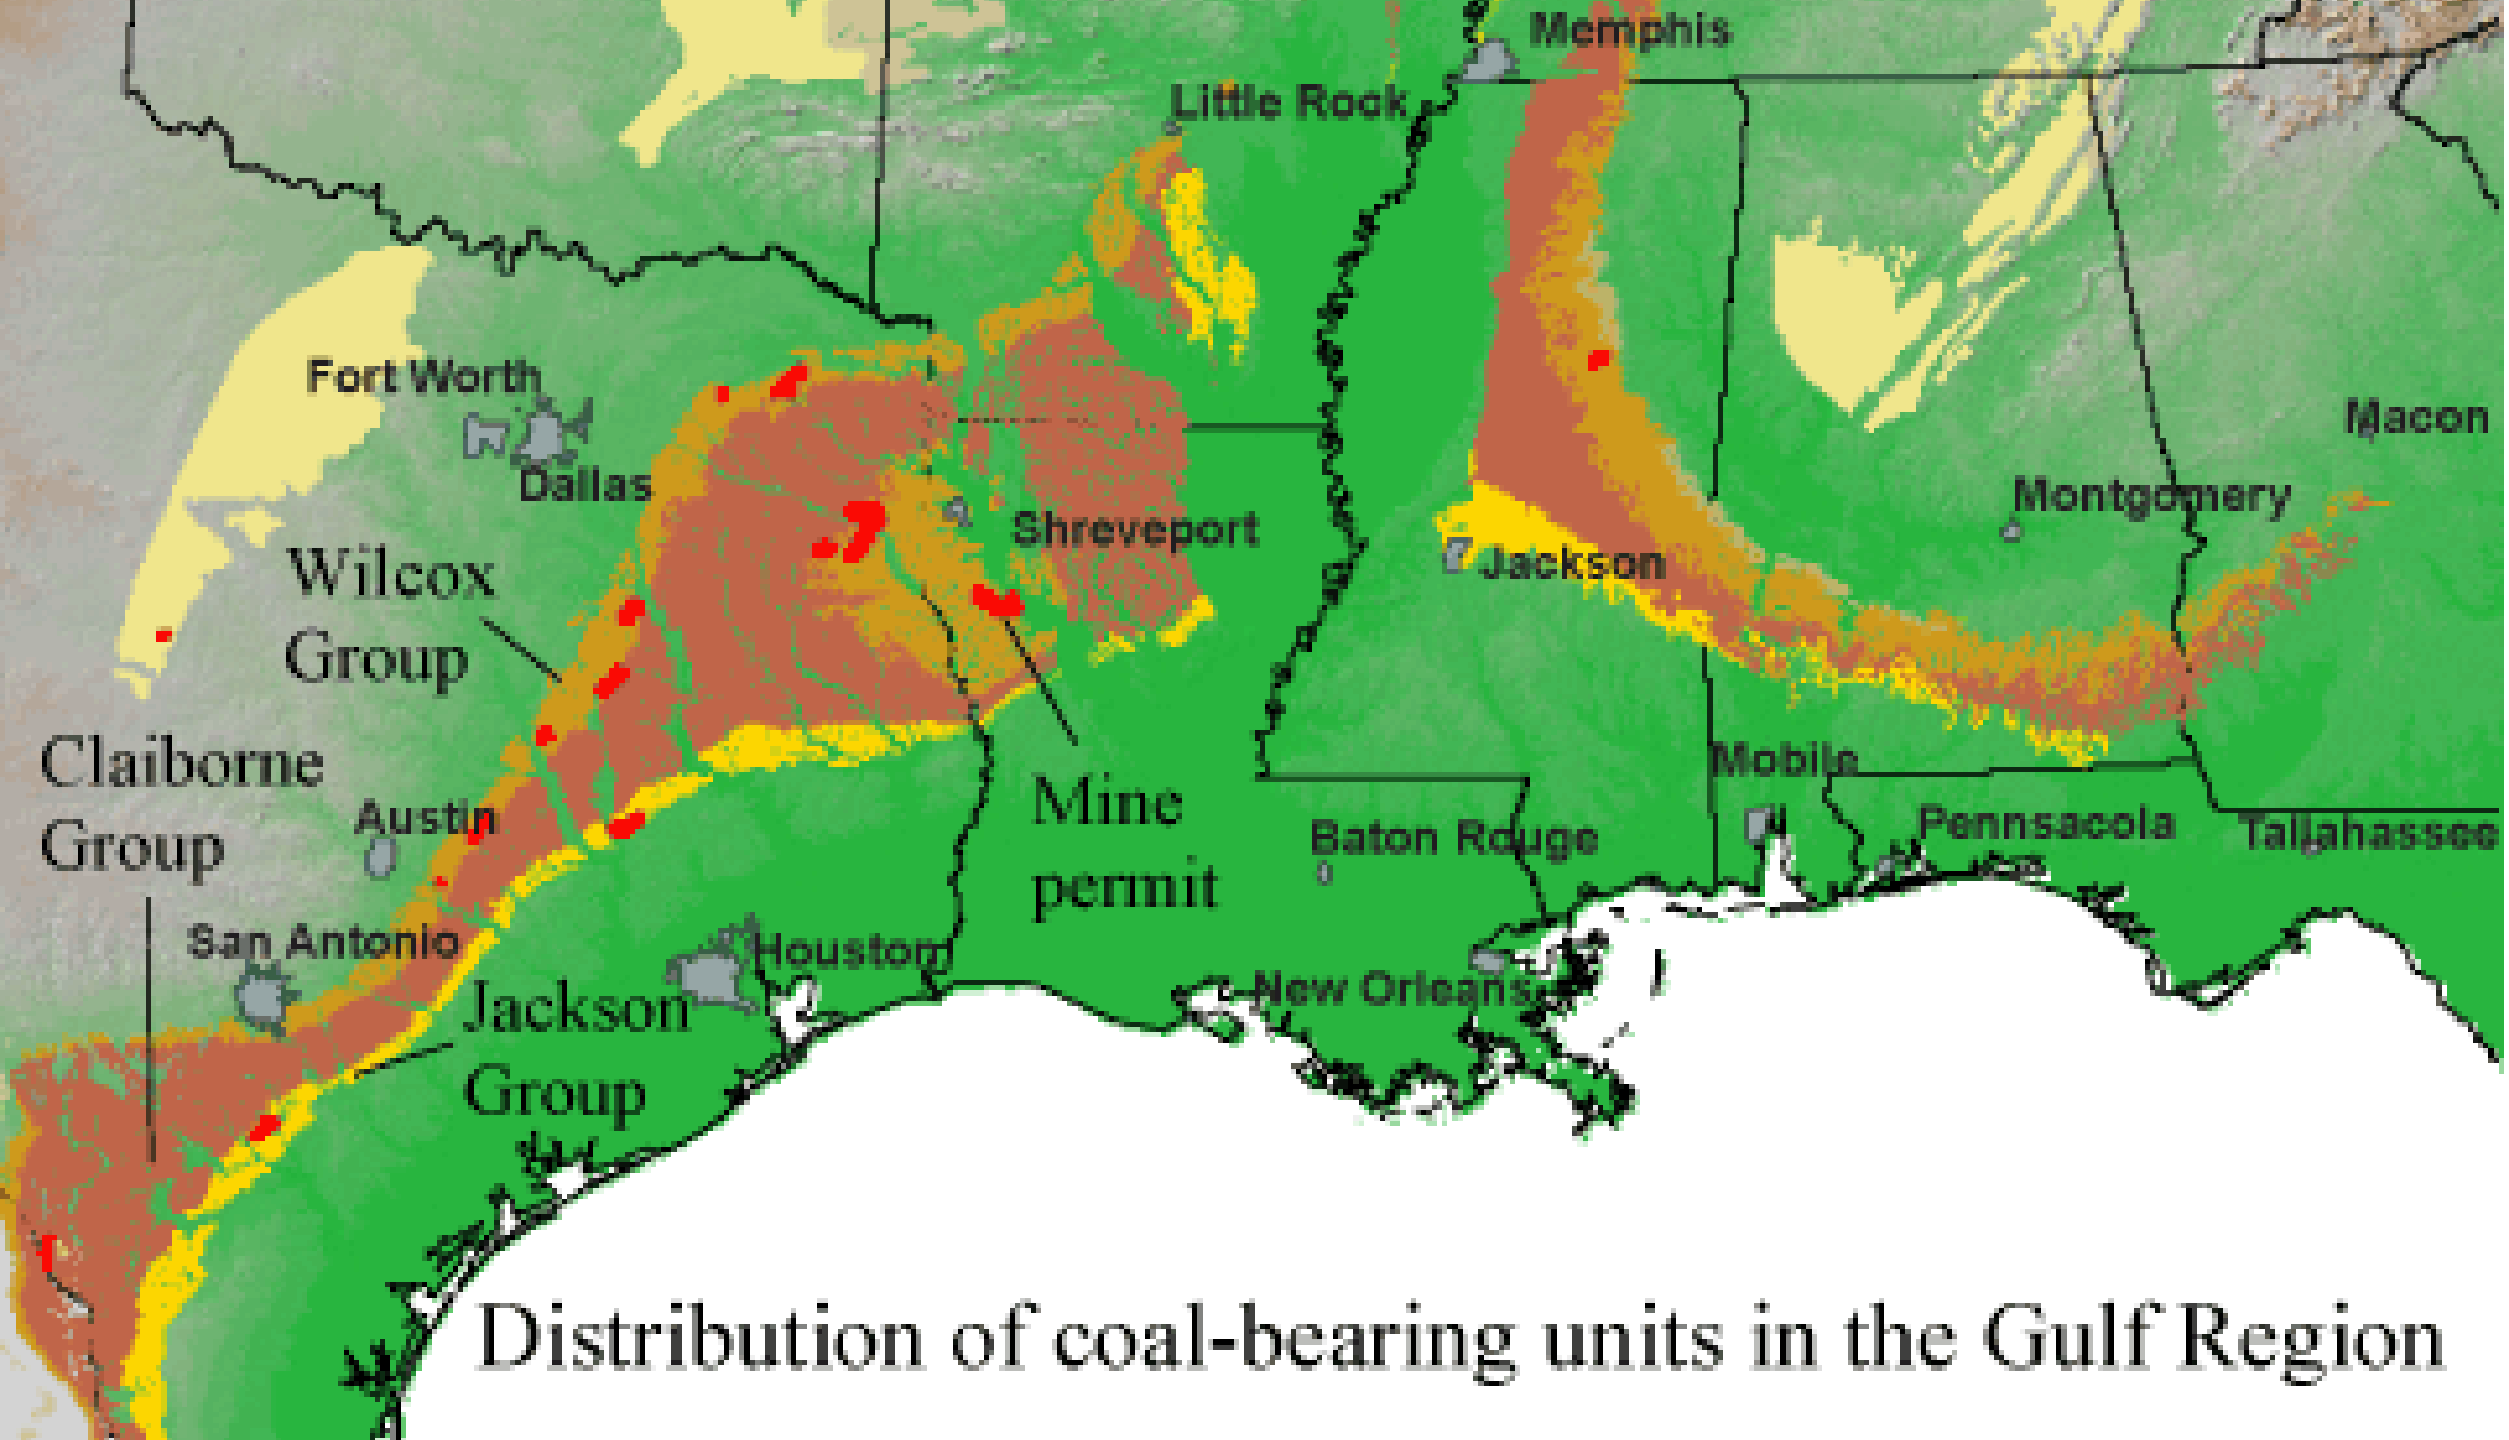 Memphis
Little Rock
Fort Worth
Dallas
Macon
Montgomery
Shreveport
Jackson
Wilcox
Group
Claiborne
Group
Mine
permit
Mobile
Austin
Baton Rouge
Pennsacola
Tallahassee
San Antonio
Houston
New Orleans
Jackson
Group
Distribution of coal-bearing units in the Gulf Region